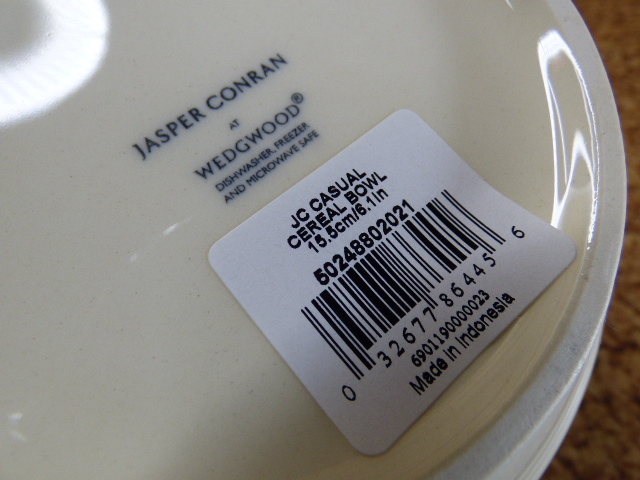 JASPER CONRAN
AT
WEDGWOOD®
DISHWASHER, FREEZER
AND MICROWAVE SAFE
JC CASUAL
CEREAL BOWL
15.5cm/6.1in
50248802021
0 32677 86445 6
6901190000023
Made in Indonesia